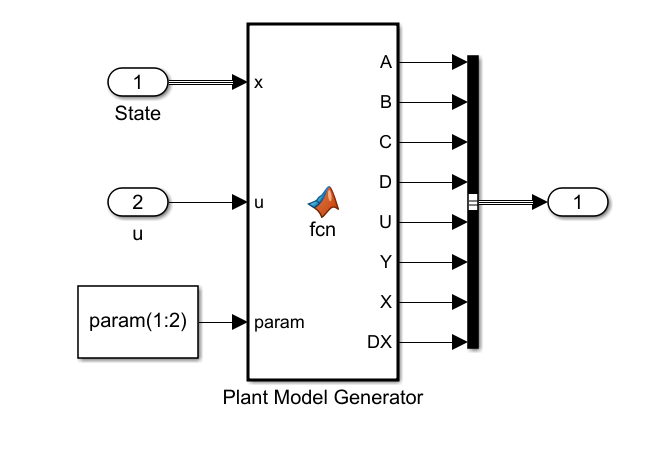 1
State
x
2
u
u
param(1:2)
param
fcn
A
B
C
D
U
Y
X
DX
1
Plant Model Generator